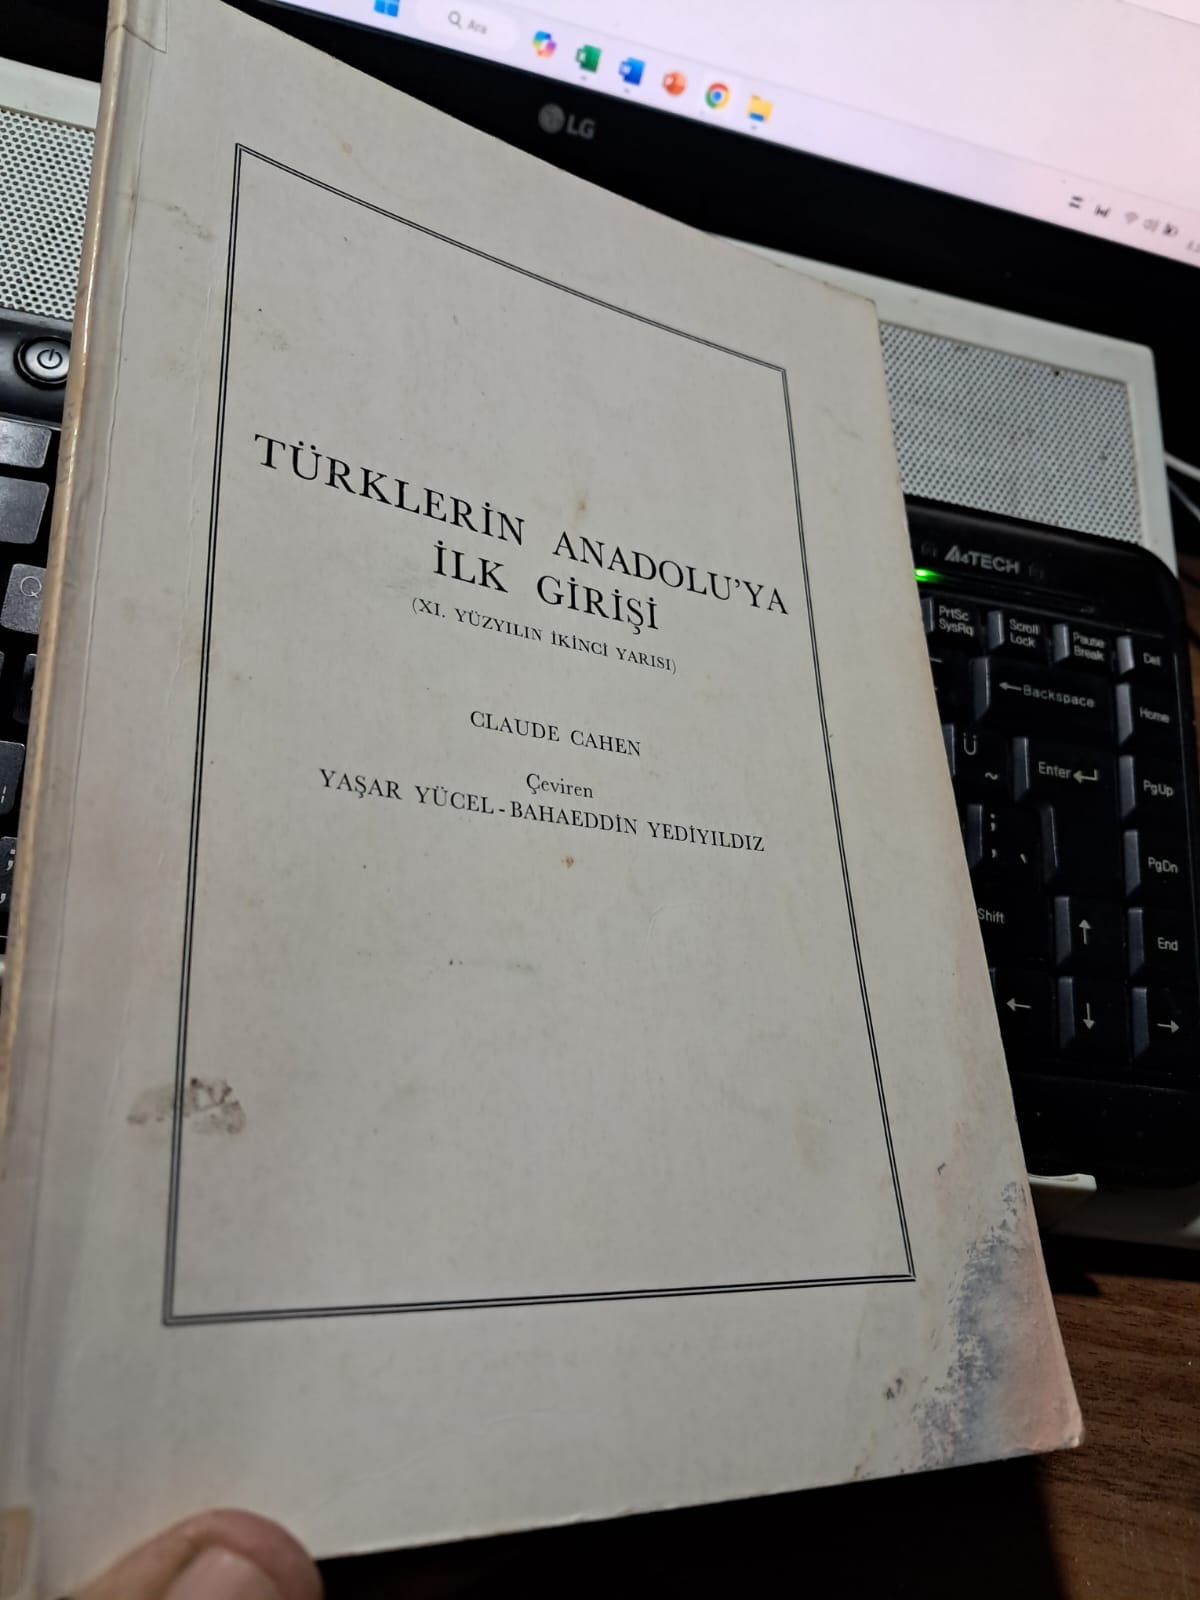 Ara
LG
TÜRKLERİN ANADOLU'YA
İLK GİRİŞİ
(XI. YÜZYILIN İKİNCİ YARISI)
CLAUDE CAHEN
Çeviren
YAŞAR YÜCEL-BAHAEDDİN YEDİYILDIZ
A4TECH
PrtSc
SysRq
Scroll
Lock
Pause
Break
Del
←Backspace
Home
Q
Ü
~
Enter
PgUp
;
,
PgDn
Shift
↑
End
←
↓
→